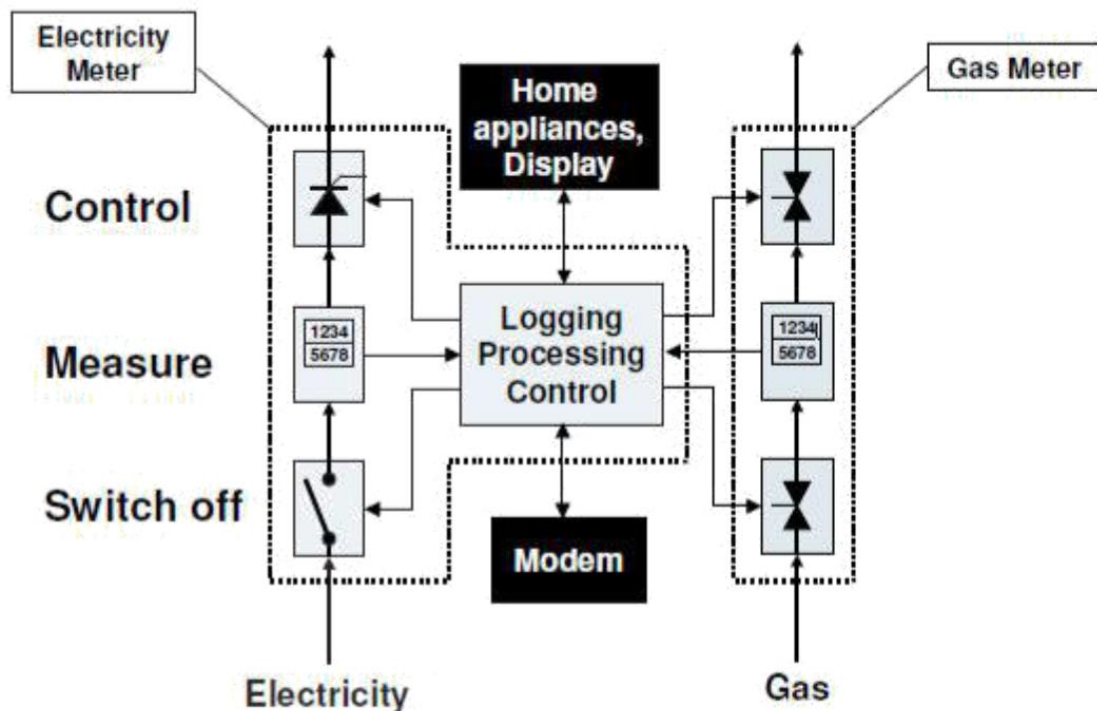 Electricity
Meter
Gas Meter
Home
appliances,
Display
Control
Logging
Processing
Control
1234
5678
1234
5678
Measure
Switch off
Modem
Electricity
Gas